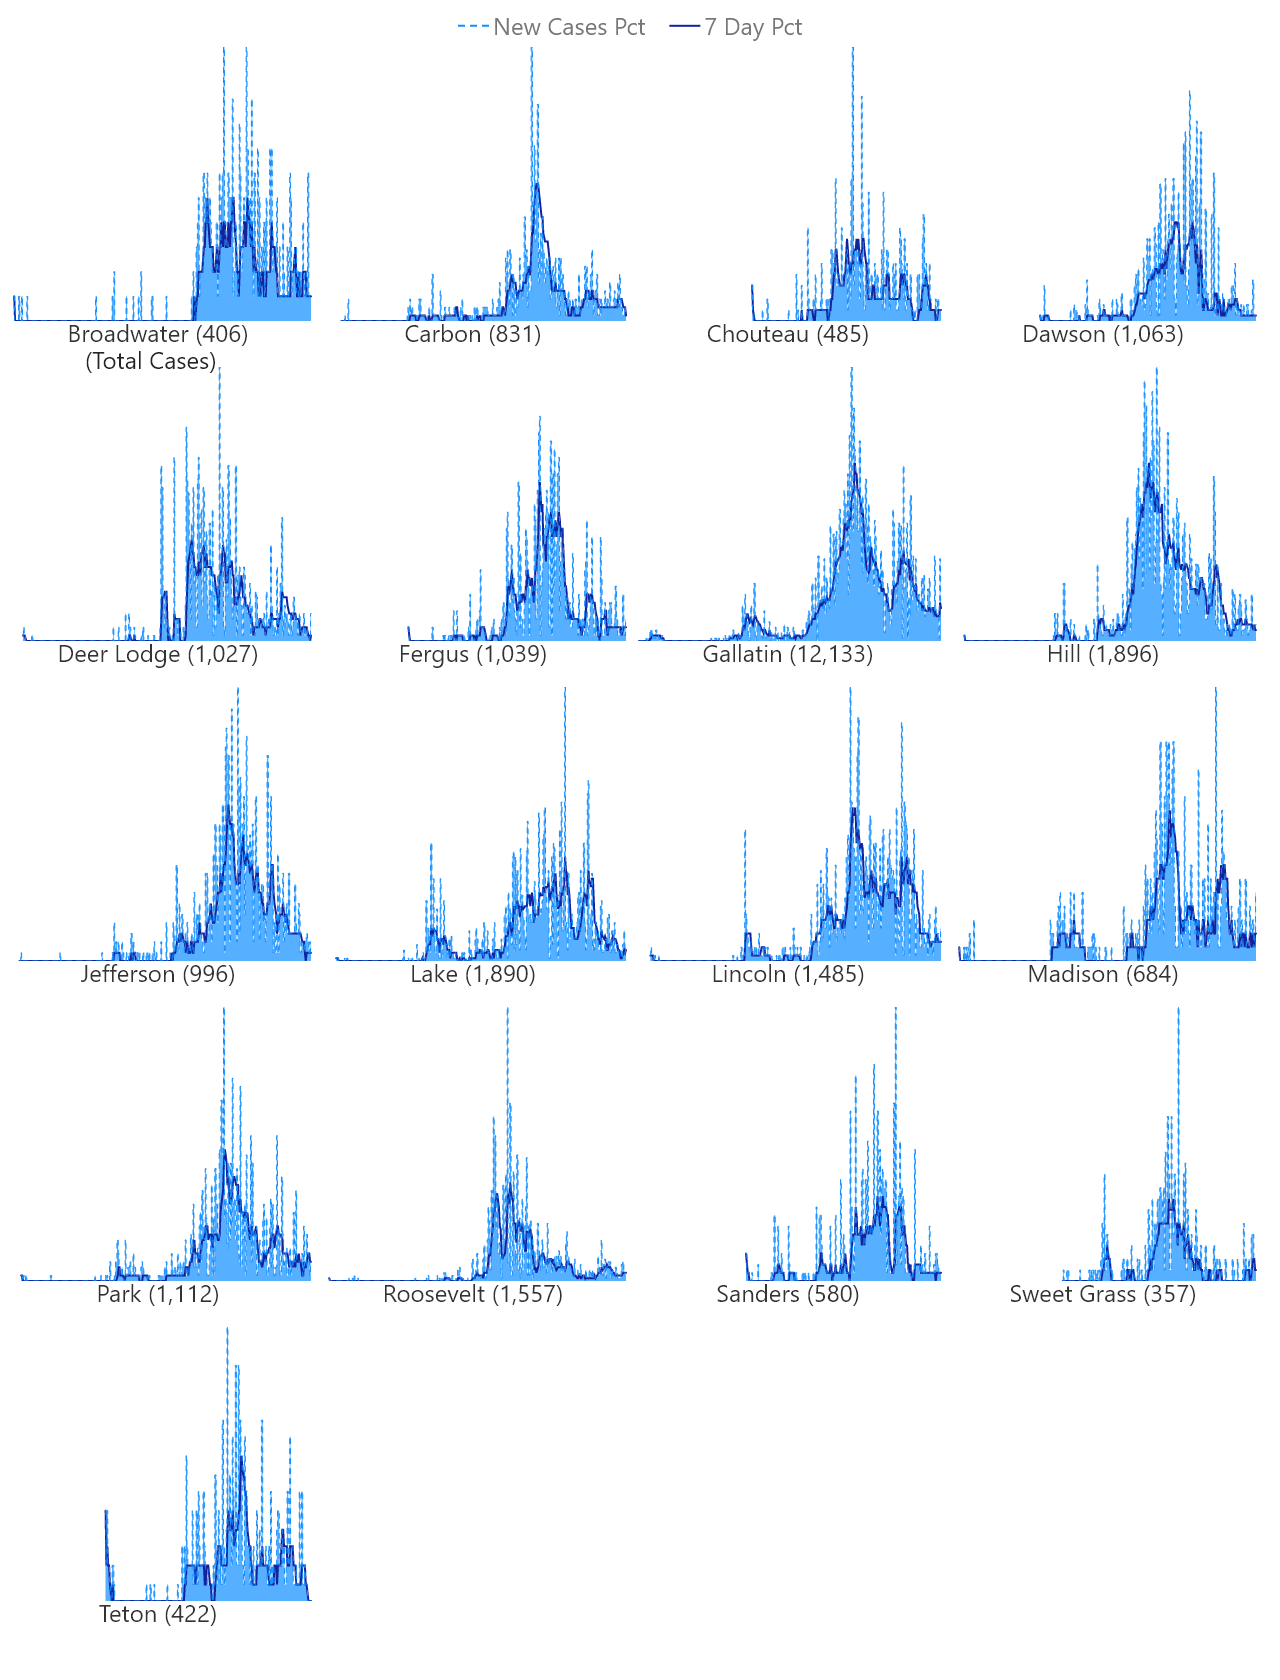 New Cases Pct 7 Day Pct
Broadwater (406) Carbon (831) Chouteau (485) Dawson (1,063)
(Total Cases)
Deer Lodge (1,027) Fergus (1,039) Gallatin (12,133) Hill (1,896)
Jefferson (996) Lake (1,890) Lincoln (1,485) Madison (684)
Park (1,112) Roosevelt (1,557) Sanders (580) Sweet Grass (357)
Teton (422)